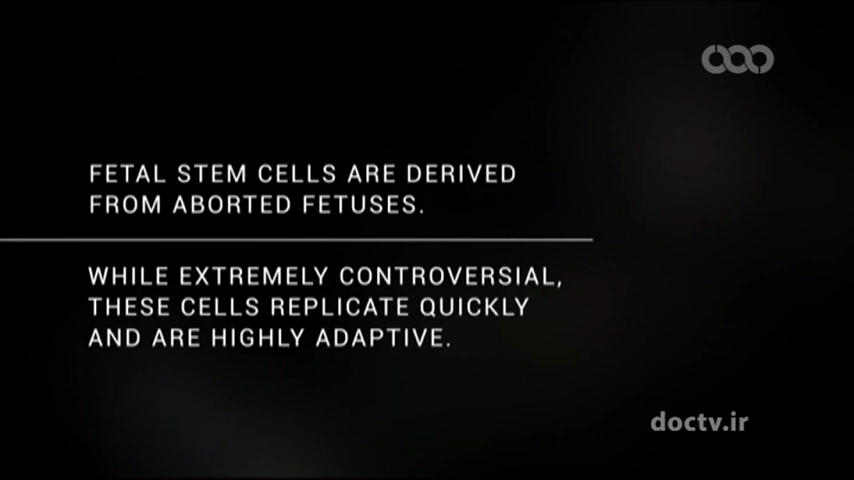 FETAL STEM CELLS ARE DERIVED
FROM ABORTED FETUSES.
WHILE EXTREMELY CONTROVERSIAL,
THESE CELLS REPLICATE QUICKLY
AND ARE HIGHLY ADAPTIVE.
doctv.ir